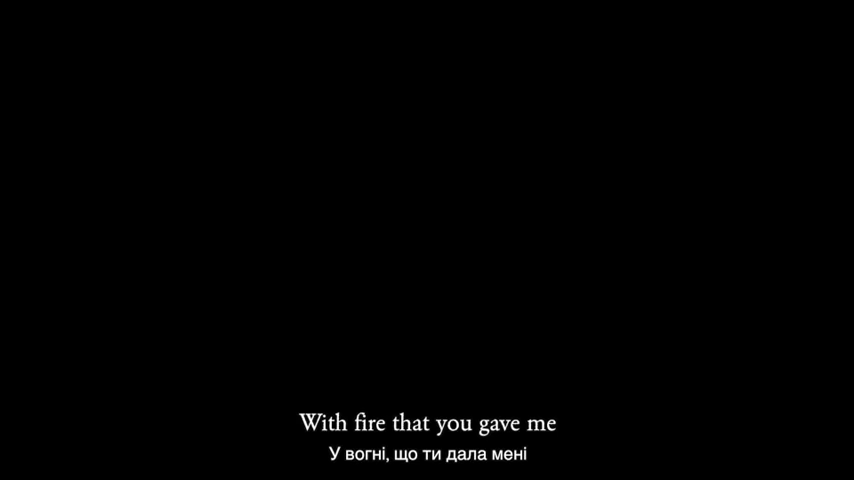 With fire that you gave me
У вогні, що ти дала мені